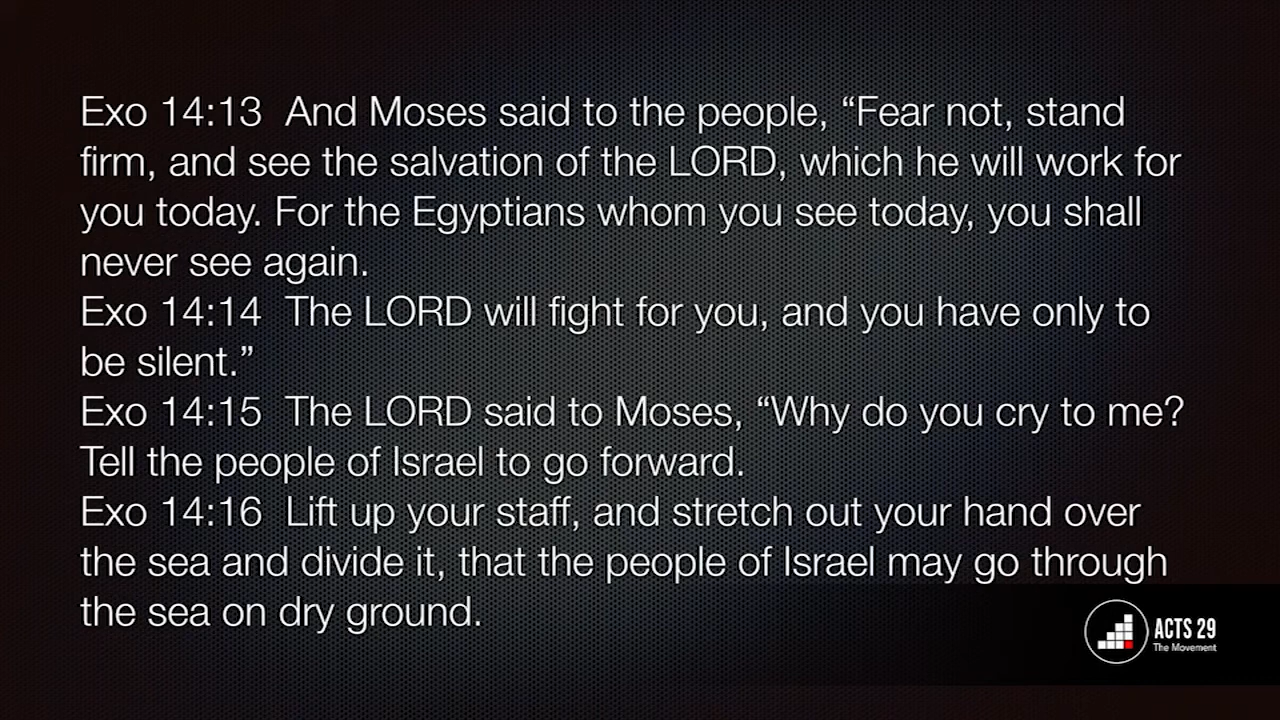 Exo 14:13  And Moses said to the people, “Fear not, stand
firm, and see the salvation of the LORD, which he will work for
you today. For the Egyptians whom you see today, you shall
never see again.
Exo 14:14  The LORD will fight for you, and you have only to
be silent.”
Exo 14:15  The LORD said to Moses, “Why do you cry to me?
Tell the people of Israel to go forward.
Exo 14:16  Lift up your staff, and stretch out your hand over
the sea and divide it, that the people of Israel may go through
the sea on dry ground.
ACTS 29
The Movement